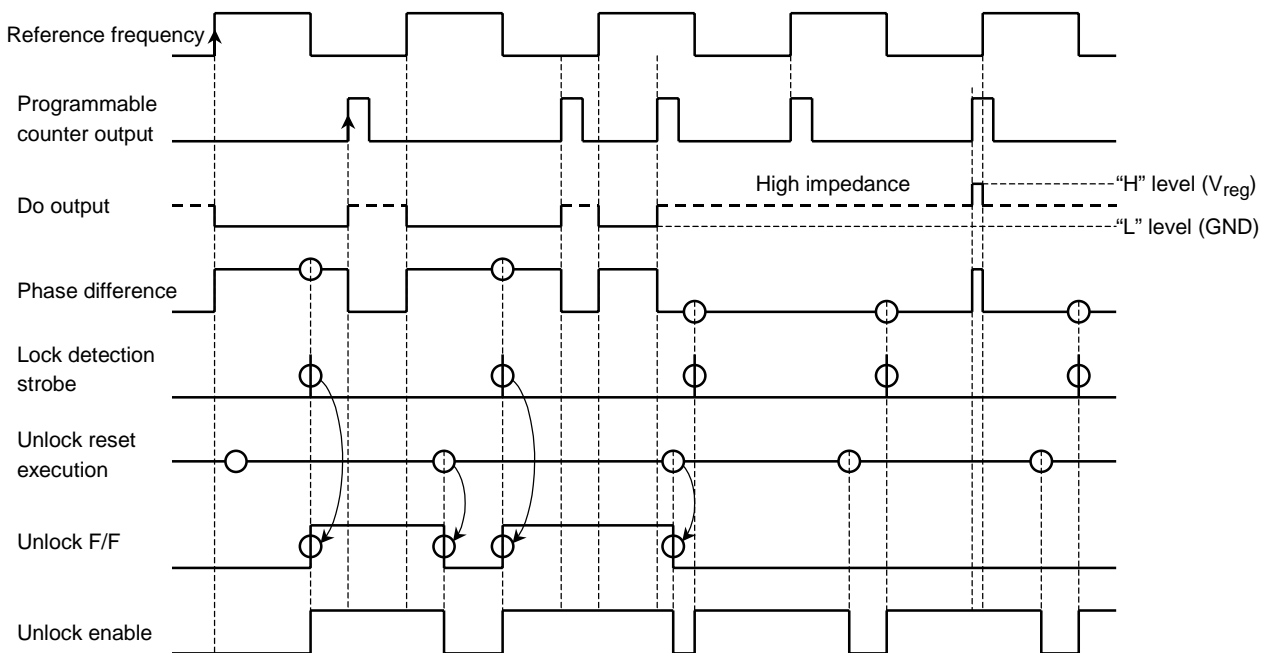 Reference frequency
Programmable
counter output
High impedance
“H” level (Vreg)
Do output
“L” level (GND)
Phase difference
Lock detection
strobe
Unlock reset
execution
Unlock F/F
Unlock enable